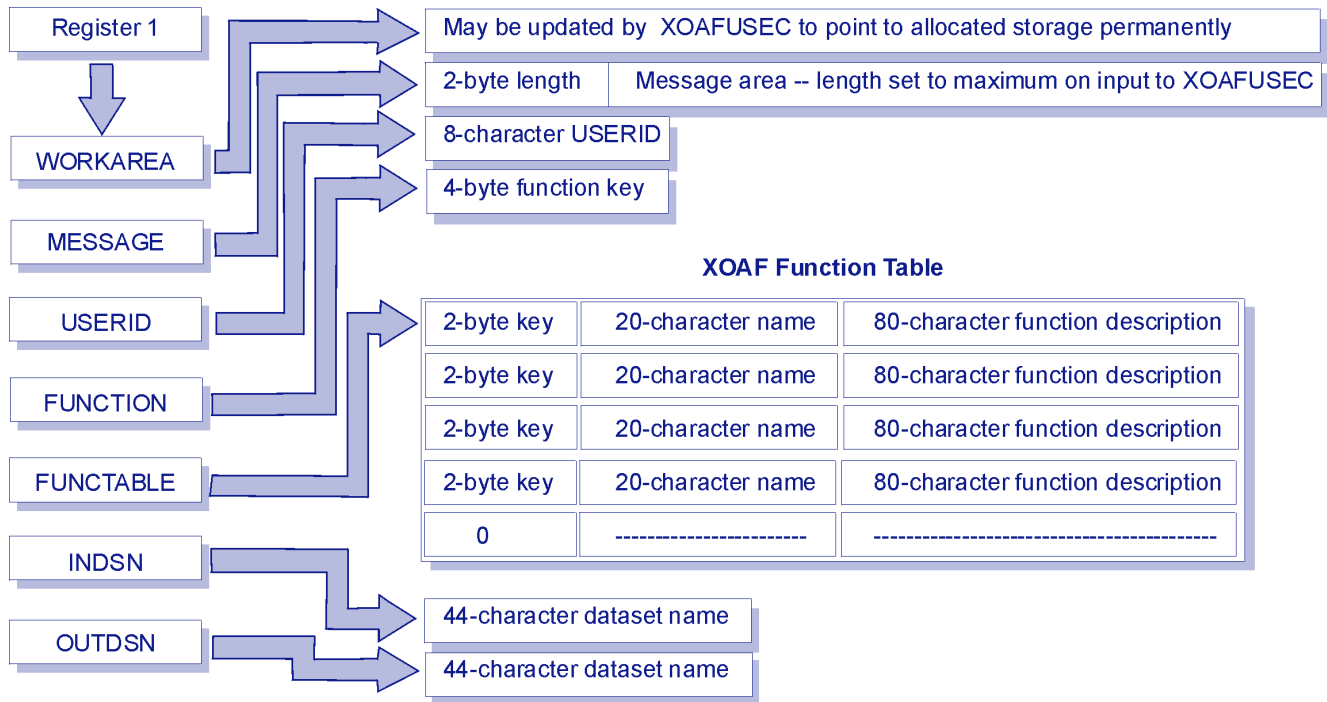 Register 1
WORKAREA
MESSAGE
USERID
FUNCTION
FUNCTABLE
INDSN
OUTDSN
May be updated by XOAFUSEC to point to allocated storage permanently
2-byte length Message area -- length set to maximum on input to XOAFUSEC
8-character USERID
4-byte function key
XOAF Function Table
2-byte key 20-character name 80-character function description
2-byte key 20-character name 80-character function description
2-byte key 20-character name 80-character function description
2-byte key 20-character name 80-character function description
0 ------------------------ -------------------------------------------
44-character dataset name
44-character dataset name